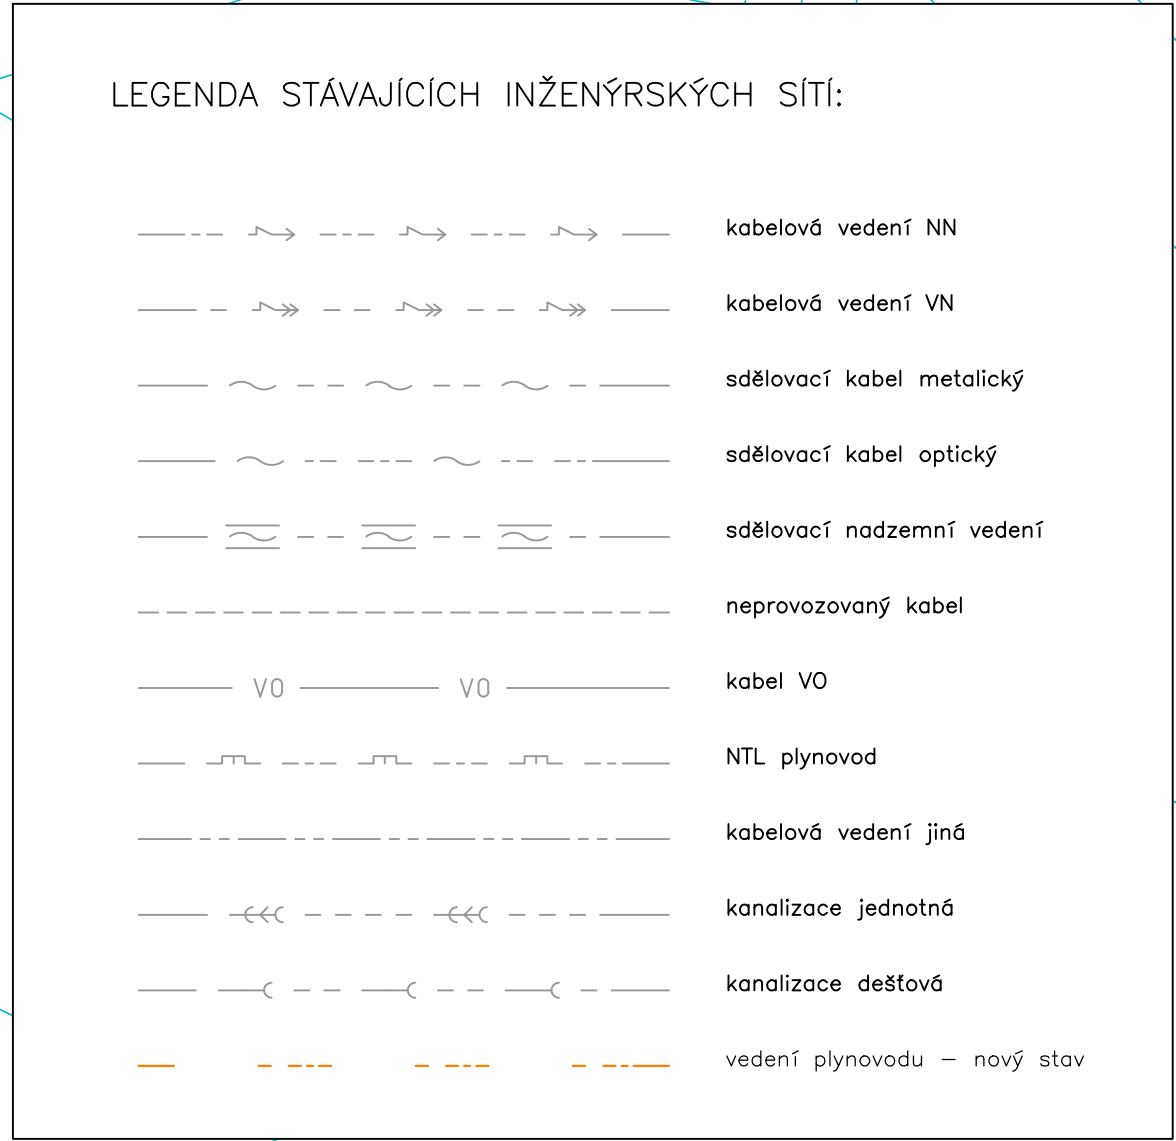 LEGENDA STÁVAJÍCÍCH INŽENÝRSKÝCH SÍTÍ:
kabelová vedení NN
kabelová vedení VN
sdělovací kabel metalický
sdělovací kabel optický
sdělovací nadzemní vedení
neprovozovaný kabel
VO VO kabel VO
NTL plynovod
kabelová vedení jiná
kanalizace jednotná
kanalizace dešťová
vedení plynovodu – nový stav